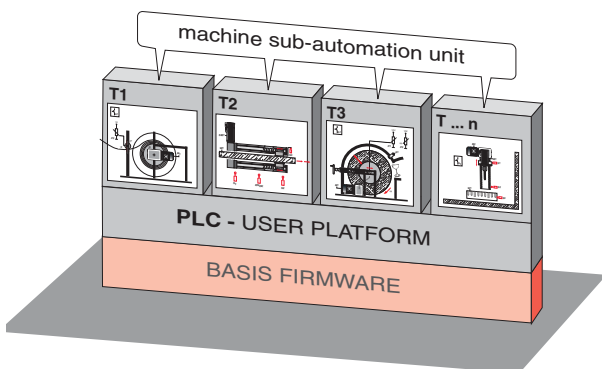 machine sub-automation unit
T1
T2
T3
T ... n
PLC - USER PLATFORM
BASIS FIRMWARE